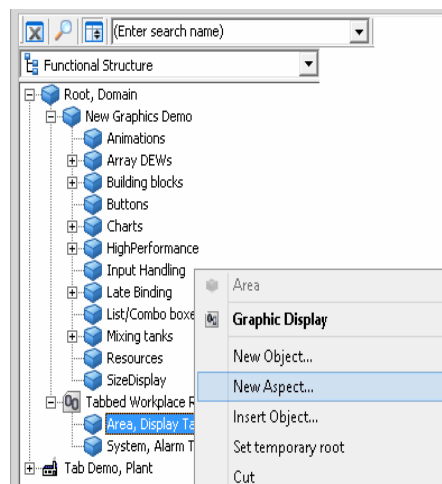 (Enter search name)
Functional Structure
Root, Domain
New Graphics Demo
Animations
Array DEWs
Building blocks
Buttons
Charts
HighPerformance
Input Handling
Late Binding
List/Combo boxe
Mixing tanks
Resources
SizeDisplay
Tabbed Workplace R
Area, Display Ta
System, Alarm T
Tab Demo, Plant
Area
Graphic Display
New Object...
New Aspect...
Insert Object...
Set temporary root
Cut